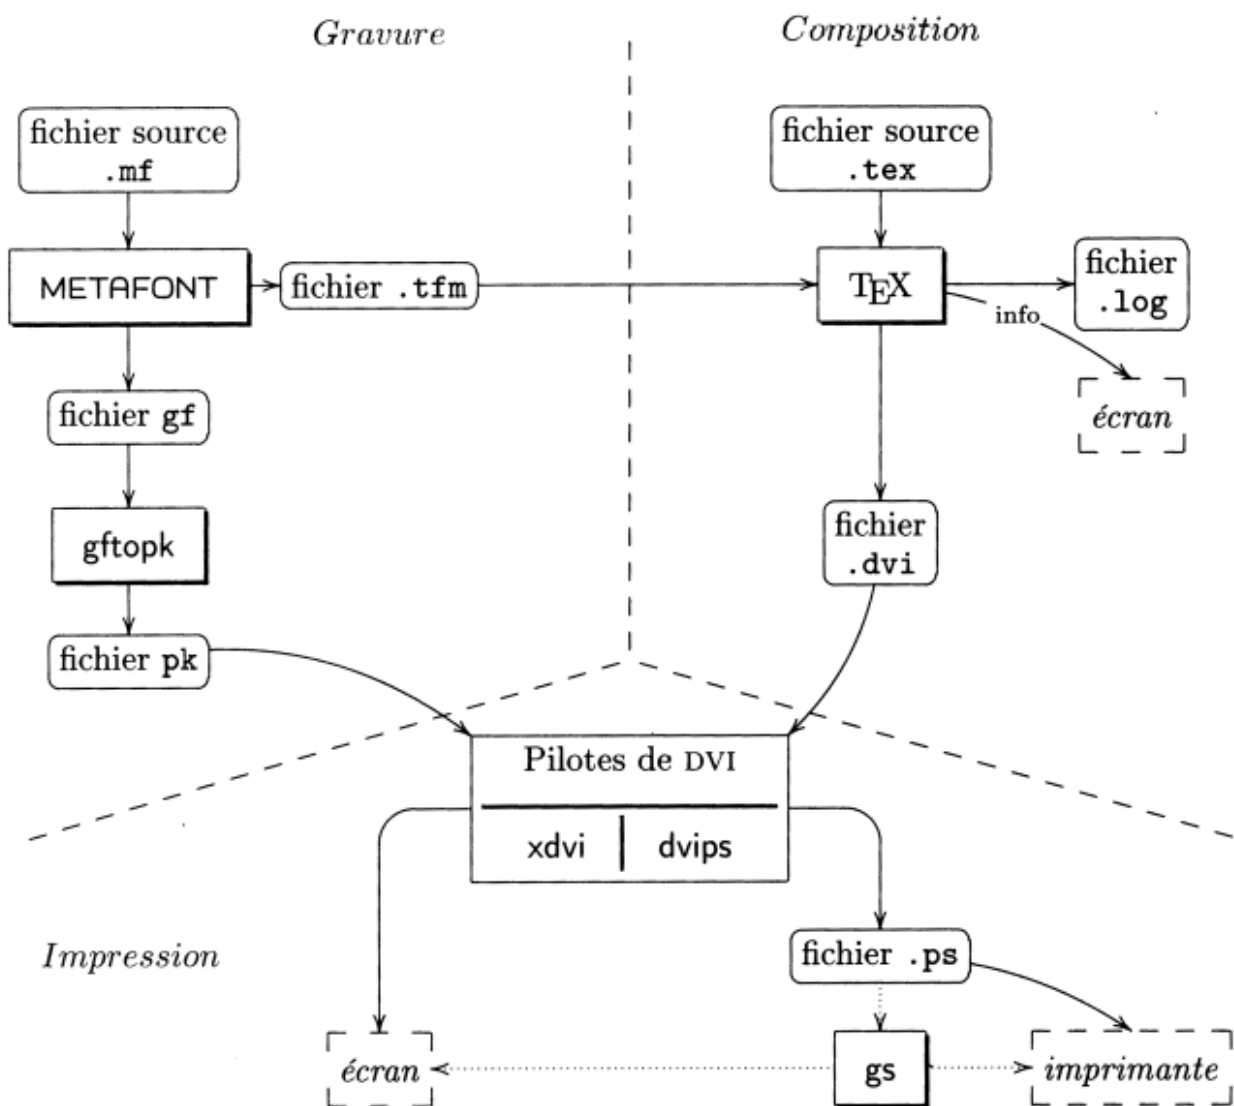 Gravure
Composition
fichier source
.mf
fichier source
.tex
METAFONT
fichier .tfm
TEX
fichier
.log
info
écran
fichier gf
gftopk
fichier
.dvi
fichier pk
Pilotes de DVI
xdvi
dvips
Impression
fichier .ps
écran
gs
imprimante